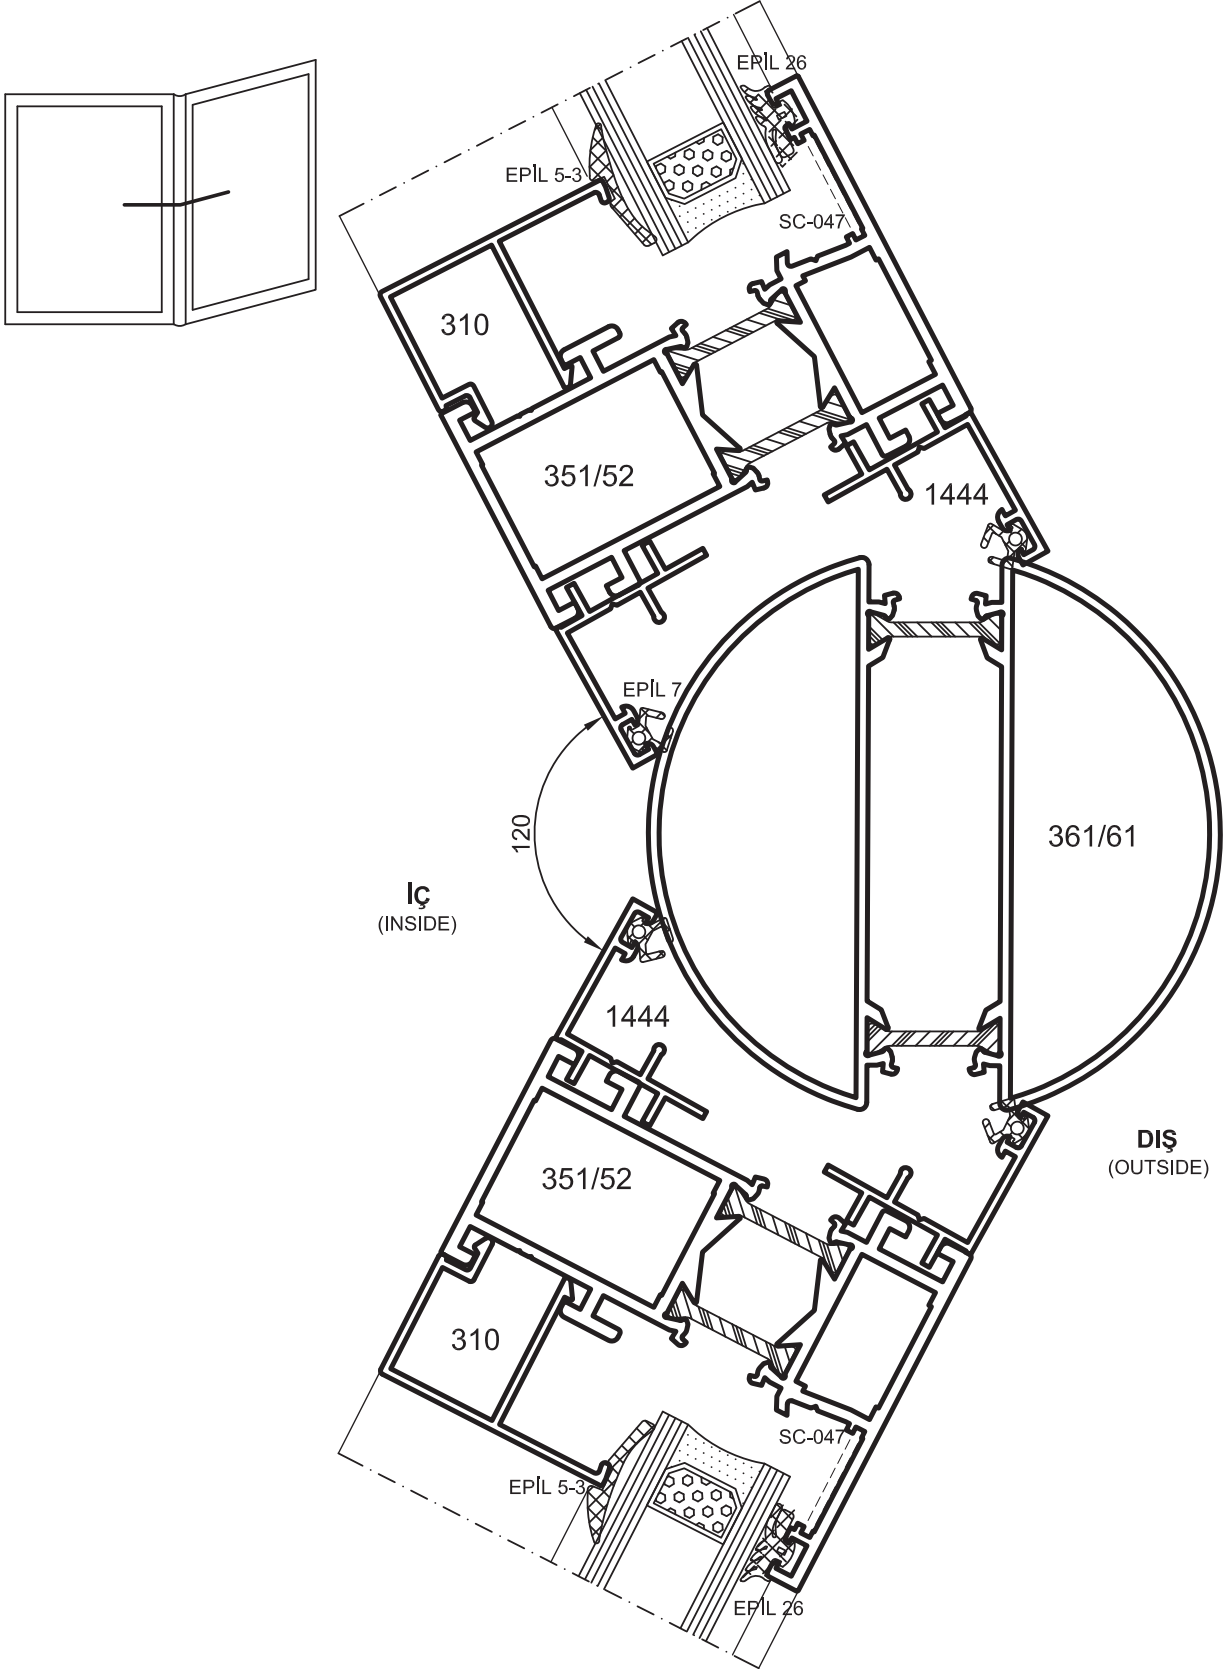 EPİL 26
EPİL 5-3
SC-047
310
351/52
1444
EPİL 7
120
361/61
İÇ
(INSIDE)
1444
DIŞ
(OUTSIDE)
351/52
310
SC-047
EPİL 5-3
EPİL 26